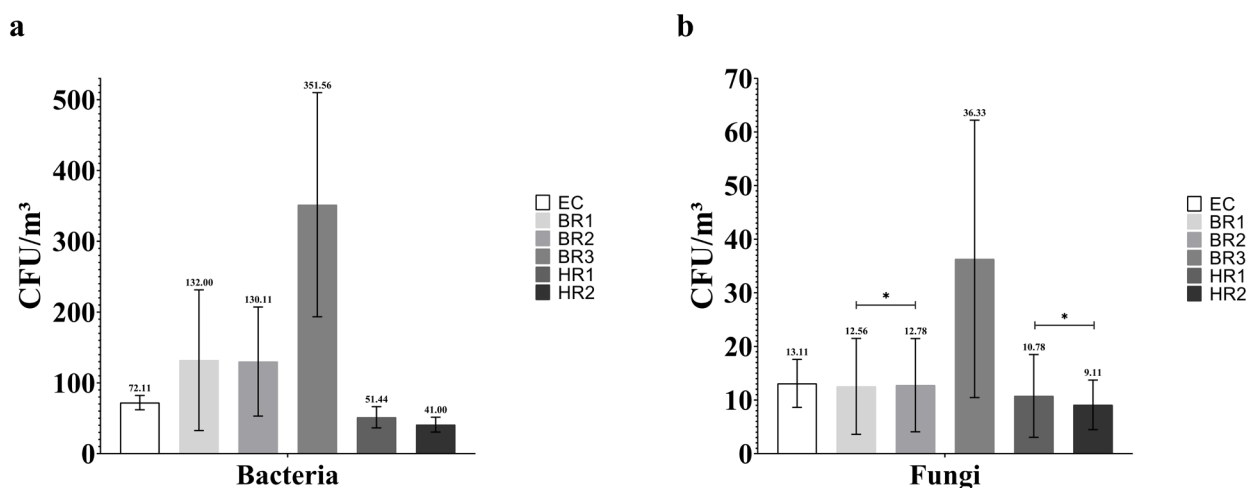 a
CFU/m³
500
400
300
200
100
0
72.11
132.00
130.11
351.56
51.44
41.00
Bacteria
EC
BR1
BR2
BR3
HR1
HR2
b
CFU/m³
70
60
50
40
30
20
10
0
13.11
12.56
*
12.78
36.33
10.78
*
9.11
Fungi
EC
BR1
BR2
BR3
HR1
HR2